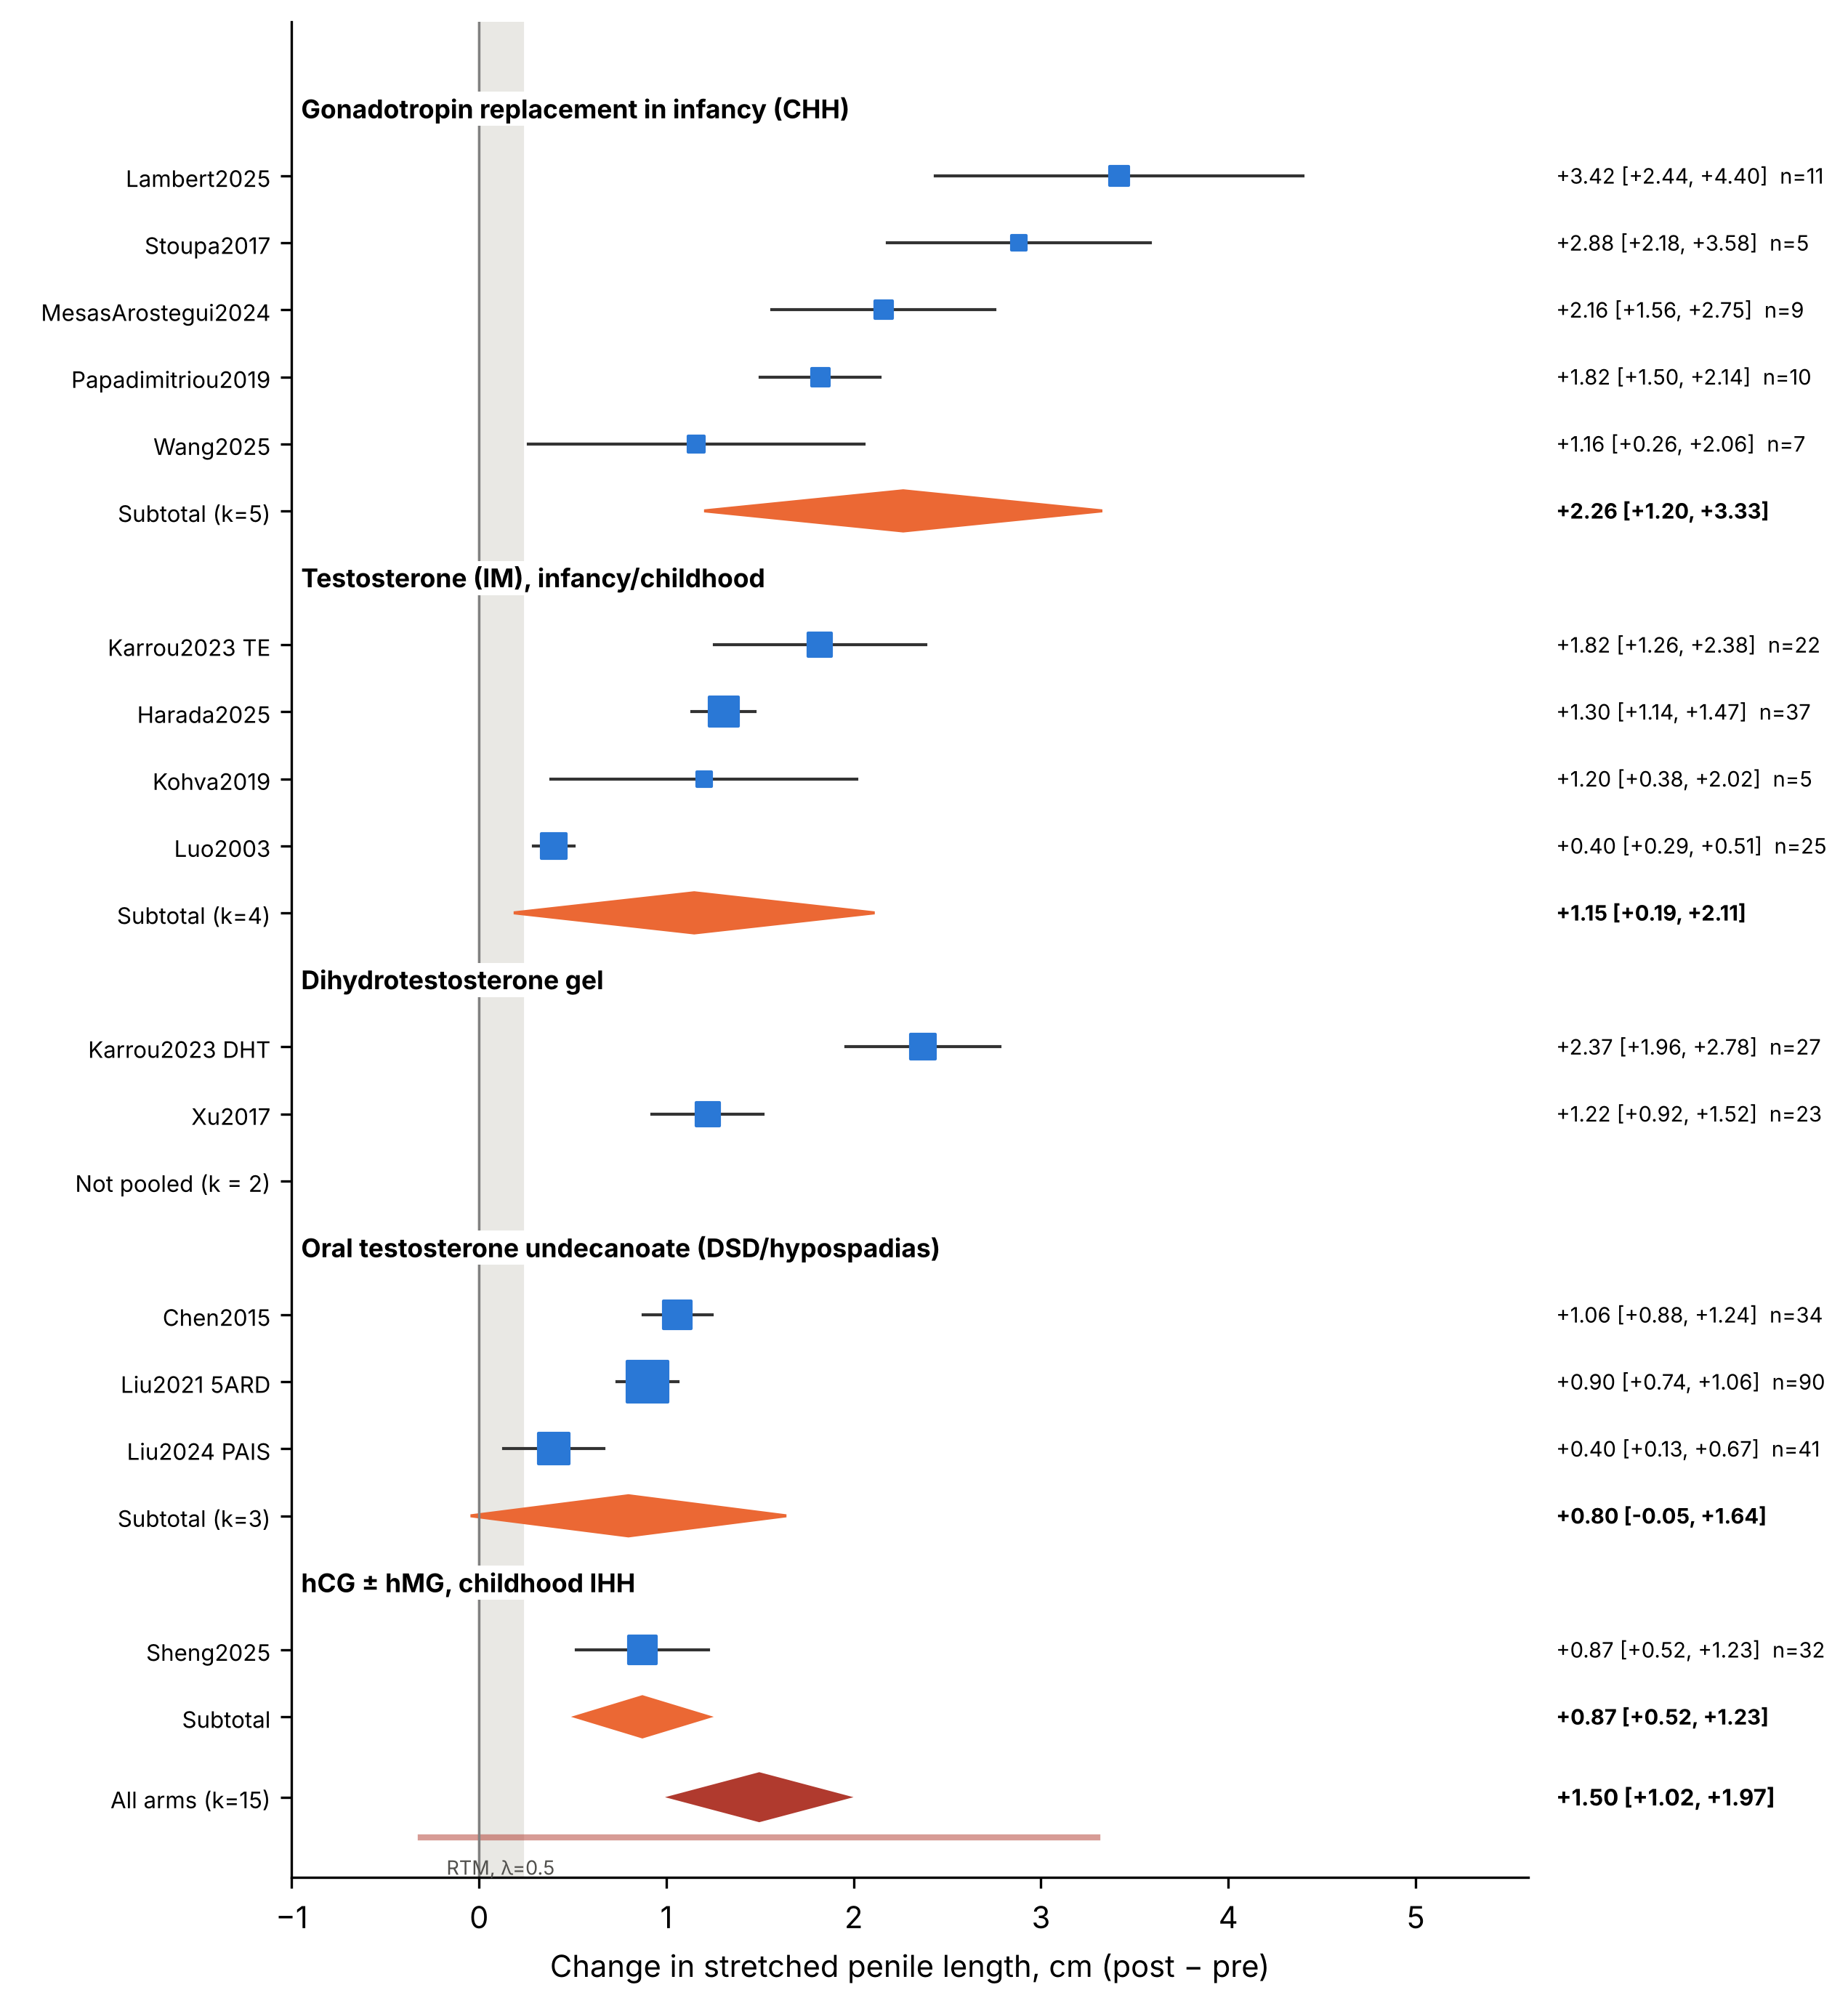 Gonadotropin replacement in infancy (CHH)
Lambert2025 +3.42 [+2.44, +4.40] n=11
Stoupa2017 +2.88 [+2.18, +3.58] n=5
MesasArostegui2024 +2.16 [+1.56, +2.75] n=9
Papadimitriou2019 +1.82 [+1.50, +2.14] n=10
Wang2025 +1.16 [+0.26, +2.06] n=7
Subtotal (k=5) +2.26 [+1.20, +3.33]
Testosterone (IM), infancy/childhood
Karrou2023 TE +1.82 [+1.26, +2.38] n=22
Harada2025 +1.30 [+1.14, +1.47] n=37
Kohva2019 +1.20 [+0.38, +2.02] n=5
Luo2003 +0.40 [+0.29, +0.51] n=25
Subtotal (k=4) +1.15 [+0.19, +2.11]
Dihydrotestosterone gel
Karrou2023 DHT +2.37 [+1.96, +2.78] n=27
Xu2017 +1.22 [+0.92, +1.52] n=23
Not pooled (k = 2)
Oral testosterone undecanoate (DSD/hypospadias)
Chen2015 +1.06 [+0.88, +1.24] n=34
Liu2021 5ARD +0.90 [+0.74, +1.06] n=90
Liu2024 PAIS +0.40 [+0.13, +0.67] n=41
Subtotal (k=3) +0.80 [-0.05, +1.64]
hCG ± hMG, childhood IHH
Sheng2025 +0.87 [+0.52, +1.23] n=32
Subtotal +0.87 [+0.52, +1.23]
All arms (k=15) +1.50 [+1.02, +1.97]
RTM, λ=0.5
−1 0 1 2 3 4 5
Change in stretched penile length, cm (post − pre)